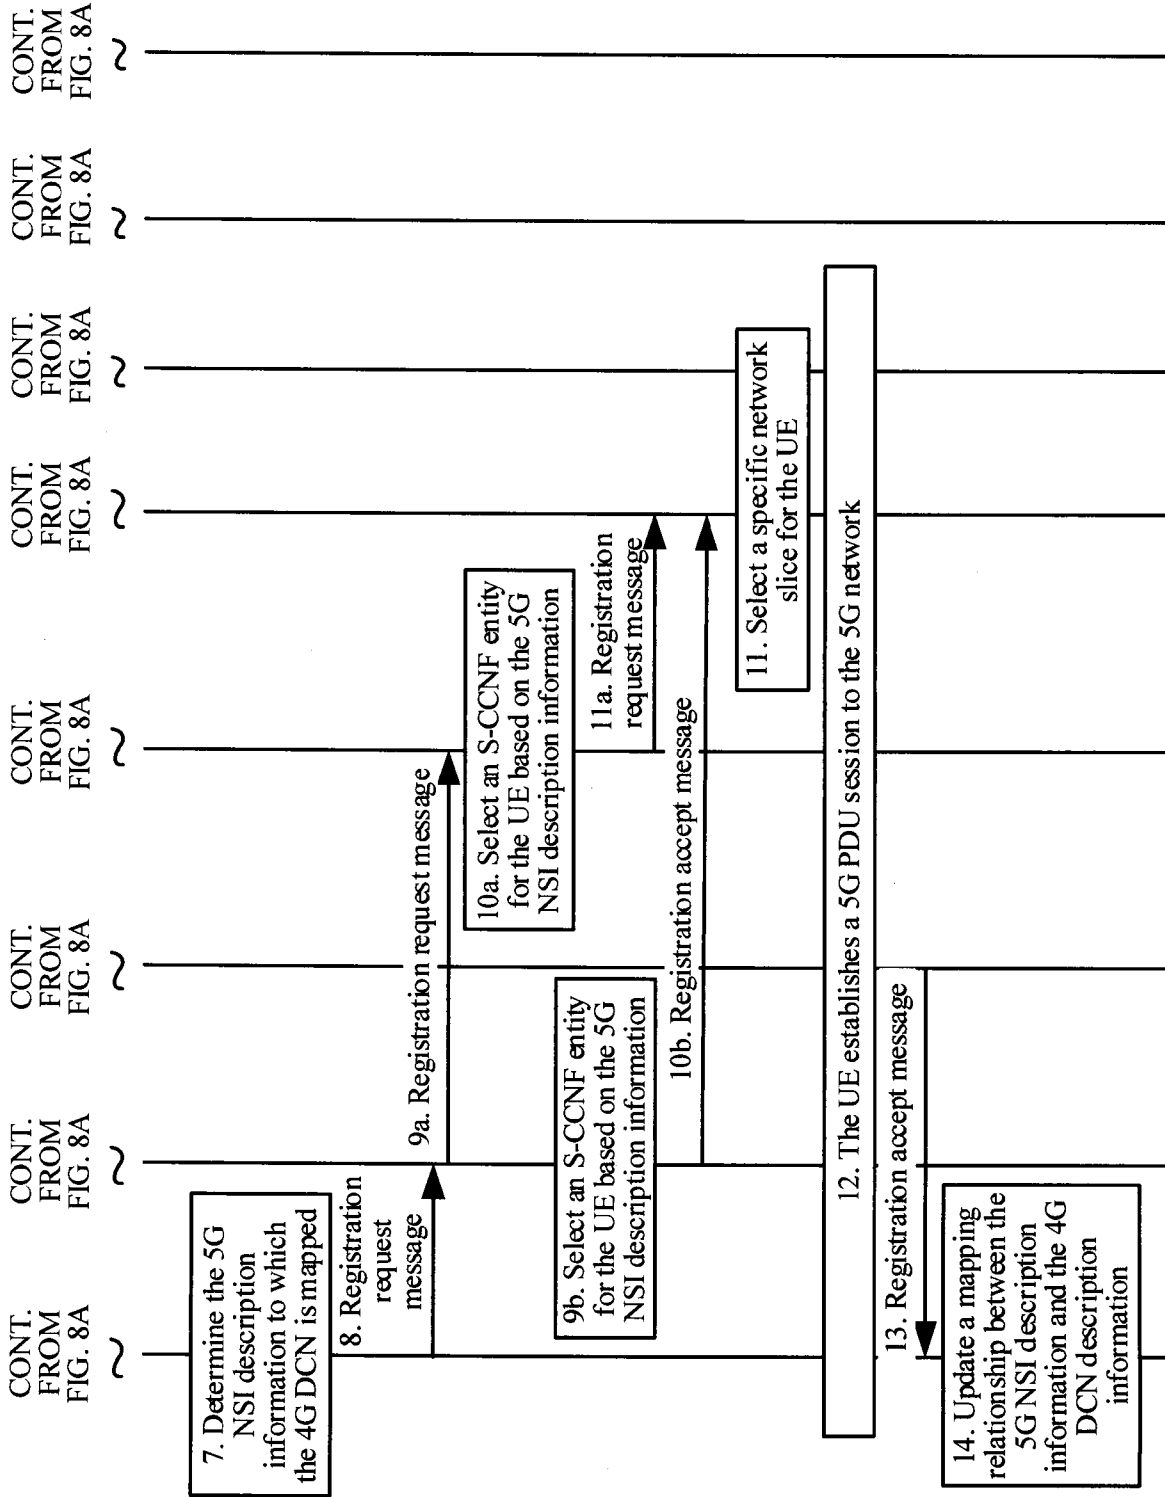 CONT.
FROM
FIG. 8A
CONT.
FROM
FIG. 8A
CONT.
FROM
FIG. 8A
CONT.
FROM
FIG. 8A
CONT.
FROM
FIG. 8A
CONT.
FROM
FIG. 8A
CONT.
FROM
FIG. 8A
CONT.
FROM
FIG. 8A
7. Determine the 5G
NSI description
information to which
the 4G DCN is mapped
8. Registration
request
message
9a. Registration request message
10a. Select an S-CCNF entity
for the UE based on the 5G
NSI description information
9b. Select an S-CCNF entity
for the UE based on the 5G
NSI description information
11a. Registration
request message
10b. Registration accept message
11. Select a specific network
slice for the UE
12. The UE establishes a 5G PDU session to the 5G network
13. Registration accept message
14. Update a mapping
relationship between the
5G NSI description
information and the 4G
DCN description
information